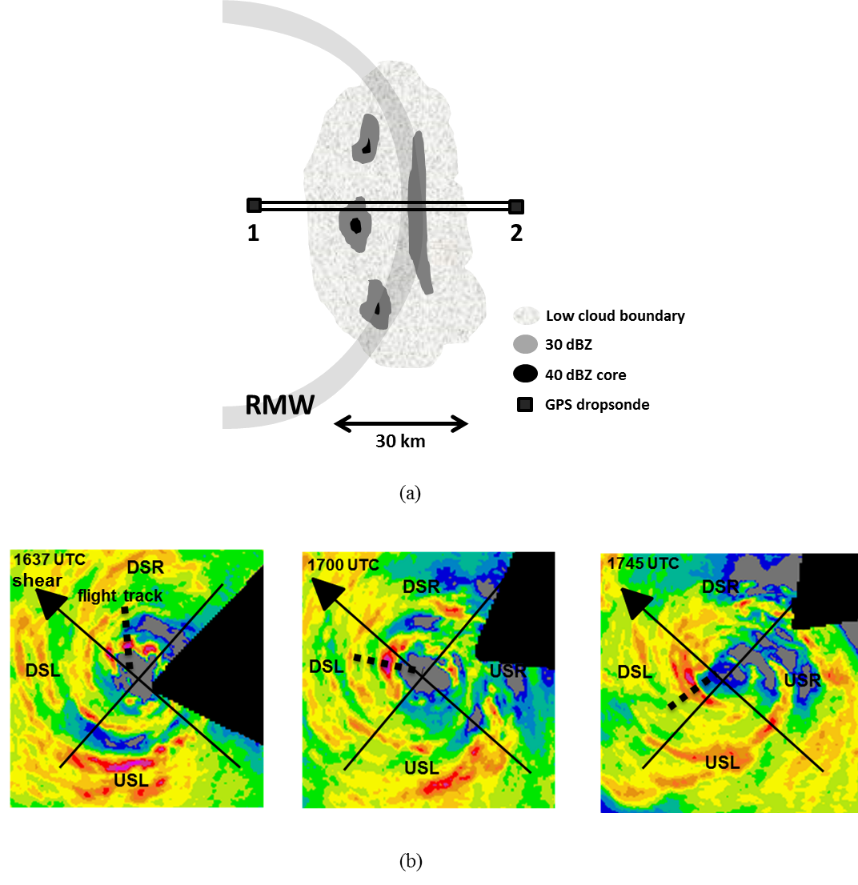 1
2
Low cloud boundary
30 dBZ
40 dBZ core
GPS dropsonde
RMW
30 km
(a)
1637 UTC
shear
DSR
flight track
DSL
USL
1700 UTC
DSR
DSL
USR
USL
1745 UTC
DSR
DSL
USR
USL
(b)